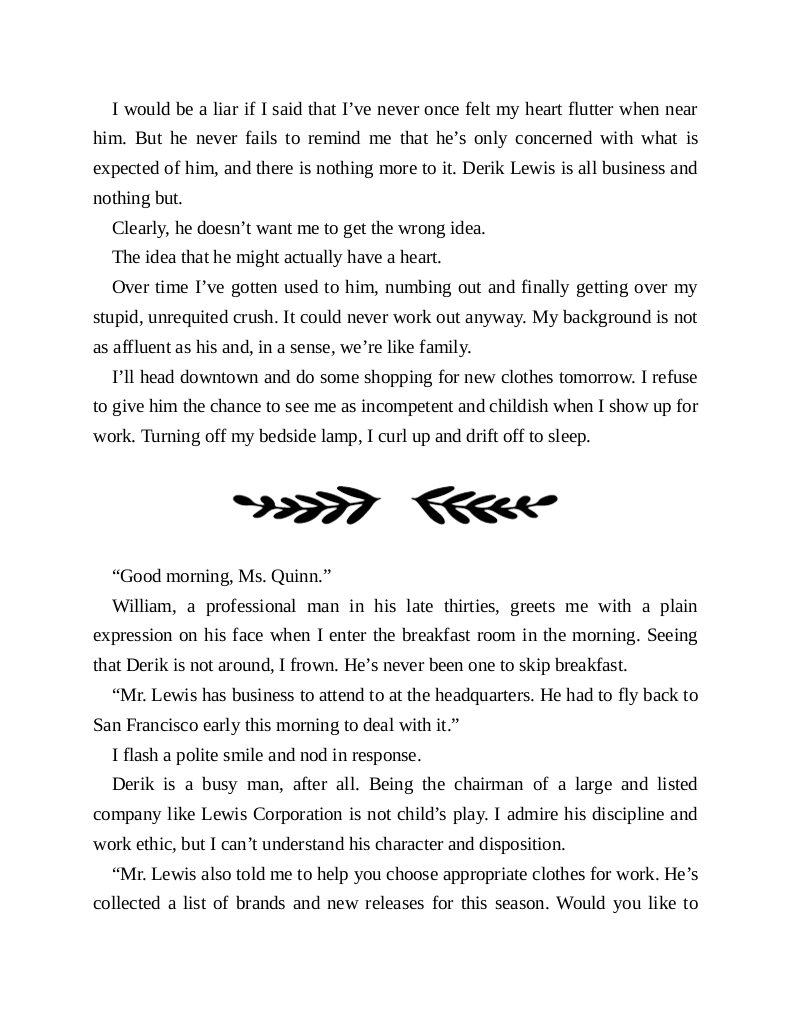 I would be a liar if I said that I’ve never once felt my heart flutter when near
him. But he never fails to remind me that he’s only concerned with what is
expected of him, and there is nothing more to it. Derik Lewis is all business and
nothing but.
Clearly, he doesn’t want me to get the wrong idea.
The idea that he might actually have a heart.
Over time I’ve gotten used to him, numbing out and finally getting over my
stupid, unrequited crush. It could never work out anyway. My background is not
as affluent as his and, in a sense, we’re like family.
I’ll head downtown and do some shopping for new clothes tomorrow. I refuse
to give him the chance to see me as incompetent and childish when I show up for
work. Turning off my bedside lamp, I curl up and drift off to sleep.
“Good morning, Ms. Quinn.”
William, a professional man in his late thirties, greets me with a plain
expression on his face when I enter the breakfast room in the morning. Seeing
that Derik is not around, I frown. He’s never been one to skip breakfast.
“Mr. Lewis has business to attend to at the headquarters. He had to fly back to
San Francisco early this morning to deal with it.”
I flash a polite smile and nod in response.
Derik is a busy man, after all. Being the chairman of a large and listed
company like Lewis Corporation is not child’s play. I admire his discipline and
work ethic, but I can’t understand his character and disposition.
“Mr. Lewis also told me to help you choose appropriate clothes for work. He’s
collected a list of brands and new releases for this season. Would you like to